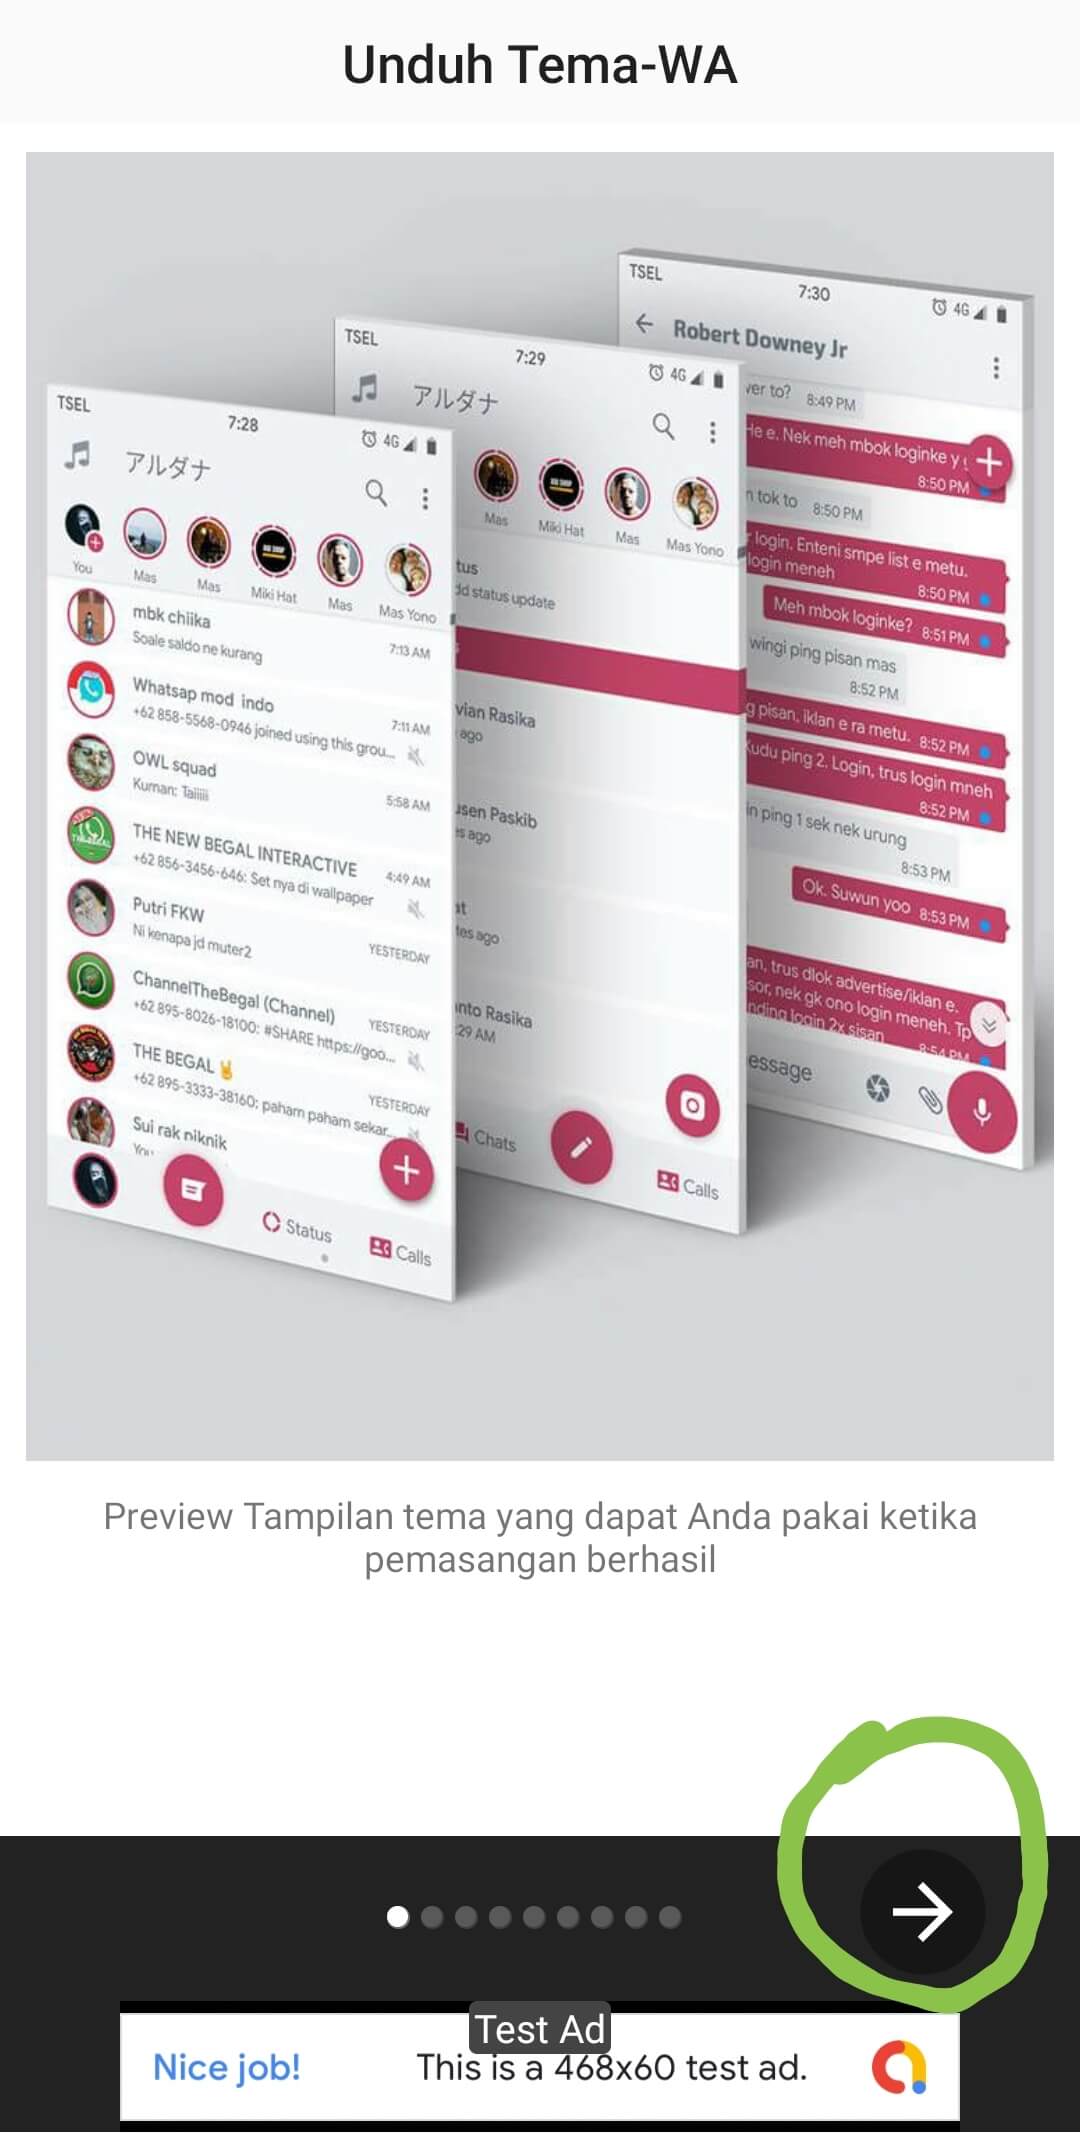 Unduh Tema-WA
TSEL
7:28
4G
アルダナ
You
Mas
Mas
Miki Hat
Mas
Mas Yono
mbk chiika
Soale saldo ne kurang
7:13 AM
Whatsap mod indo
+62 858-5568-0946 joined using this grou...
7:11 AM
OWL squad
Kuman: Taiiiii
5:58 AM
THE NEW BEGAL INTERACTIVE
+62 856-3456-646: Set nya di wallpaper
4:49 AM
Putri FKW
Ni kenapa jd muter2
YESTERDAY
ChannelTheBegal (Channel)
+62 895-8026-18100: #SHARE https://goo...
YESTERDAY
THE BEGAL 🤘
+62 895-3333-38160: paham paham sekar...
YESTERDAY
Sui rak niknik
You:
Status
Calls
TSEL
7:29
4G
アルダナ
Mas
Miki Hat
Mas
Mas Yono
tus
dd status update
s
vian Rasika
ago
usen Paskib
es ago
at
tes ago
anto Rasika
:29 AM
Chats
Calls
TSEL
7:30
4G
Robert Downey Jr
ver to? 8:49 PM
He e. Nek meh mbok loginke y
8:50 PM
n tok to 8:50 PM
login. Enteni smpe list e metu.
login meneh
8:50 PM
Meh mbok loginke? 8:51 PM
wingi ping pisan mas
8:52 PM
g pisan, iklan e ra metu. 8:52 PM
Kudu ping 2. Login, trus login mneh
8:52 PM
in ping 1 sek nek urung
8:53 PM
Ok. Suwun yoo 8:53 PM
an, trus dlok advertise/iklan e.
sor, nek gk ono login meneh. Tp
nding login 2x sisan
8:54 PM
essage
Preview Tampilan tema yang dapat Anda pakai ketika
pemasangan berhasil
Test Ad
Nice job!
This is a 468x60 test ad.